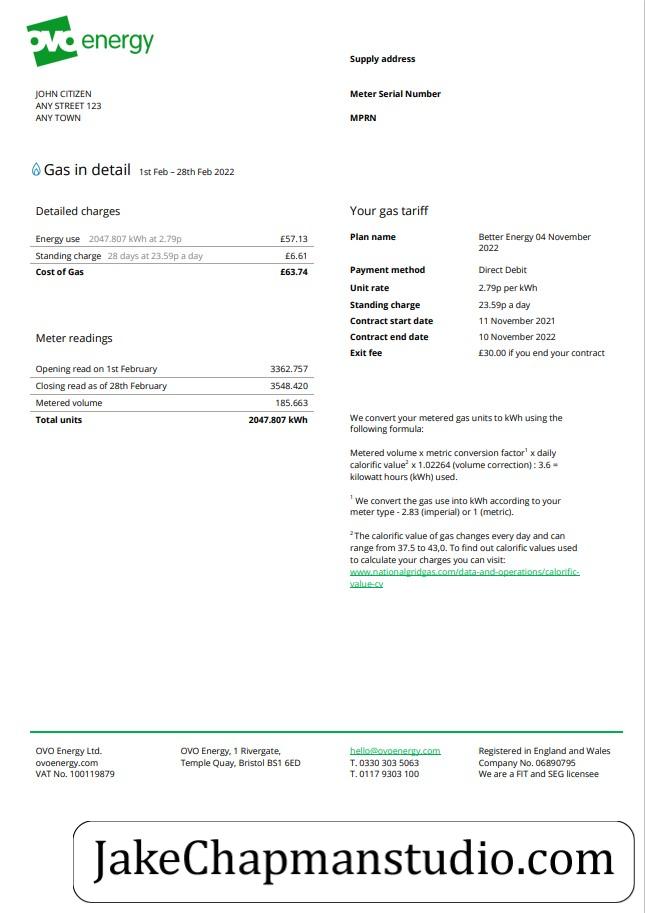 ovo energy
Supply address
JOHN CITIZEN
ANY STREET 123
ANY TOWN
Meter Serial Number
MPRN
Gas in detail 1st Feb – 28th Feb 2022
Detailed charges
Energy use 2047.807 kWh at 2.79p £57.13
Standing charge 28 days at 23.59p a day £6.61
Cost of Gas £63.74
Meter readings
Opening read on 1st February 3362.757
Closing read as of 28th February 3548.420
Metered volume 185.663
Total units 2047.807 kWh
Your gas tariff
Plan name Better Energy 04 November
2022
Payment method Direct Debit
Unit rate 2.79p per kWh
Standing charge 23.59p a day
Contract start date 11 November 2021
Contract end date 10 November 2022
Exit fee £30.00 if you end your contract
We convert your metered gas units to kWh using the
following formula:
Metered volume x metric conversion factor¹ x daily
calorific value² x 1.02264 (volume correction) : 3.6 =
kilowatt hours (kWh) used.
¹ We convert the gas use into kWh according to your
meter type - 2.83 (imperial) or 1 (metric).
² The calorific value of gas changes every day and can
range from 37.5 to 43,0. To find out calorific values used
to calculate your charges you can visit:
www.nationalgridgas.com/data-and-operations/calorific-
value-cv
OVO Energy Ltd.
ovoenergy.com
VAT No. 100119879
OVO Energy, 1 Rivergate,
Temple Quay, Bristol BS1 6ED
hello@ovoenergy.com
T. 0330 303 5063
T. 0117 9303 100
Registered in England and Wales
Company No. 06890795
We are a FIT and SEG licensee
JakeChapmanstudio.com